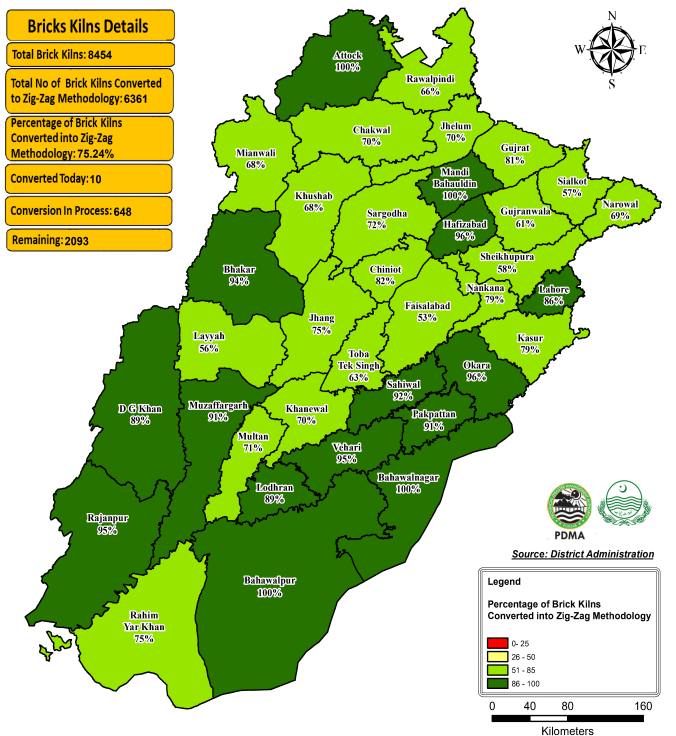 Bricks Kilns Details
Total Brick Kilns: 8454
Total No of Brick Kilns Converted
to Zig-Zag Methodology: 6361
Percentage of Brick Kilns
Converted into Zig-Zag
Methodology: 75.24%
Converted Today: 10
Conversion In Process: 648
Remaining: 2093
N
W
E
S
Attock
100%
Rawalpindi
66%
Chakwal
70%
Jhelum
70%
Gujrat
81%
Mianwali
68%
Mandi
Bahauldin
100%
Sialkot
57%
Khushab
68%
Narowal
69%
Sargodha
72%
Gujranwala
61%
Hafizabad
96%
Sheikhupura
58%
Bhakar
94%
Chiniot
82%
Nankana
79%
Lahore
86%
Faisalabad
53%
Jhang
75%
Layyah
56%
Kasur
79%
Toba
Tek Singh
63%
Okara
96%
Sahiwal
92%
D G Khan
89%
Muzaffargarh
91%
Khanewal
70%
Pakpattan
91%
Multan
71%
Vehari
95%
Bahawalnagar
100%
Lodhran
89%
Rajanpur
95%
Bahawalpur
100%
Rahim
Yar Khan
75%
PDMA
Source: District Administration
Legend
Percentage of Brick Kilns
Converted into Zig-Zag Methodology
0- 25
26 - 50
51 - 85
86 - 100
0 40 80 160
Kilometers